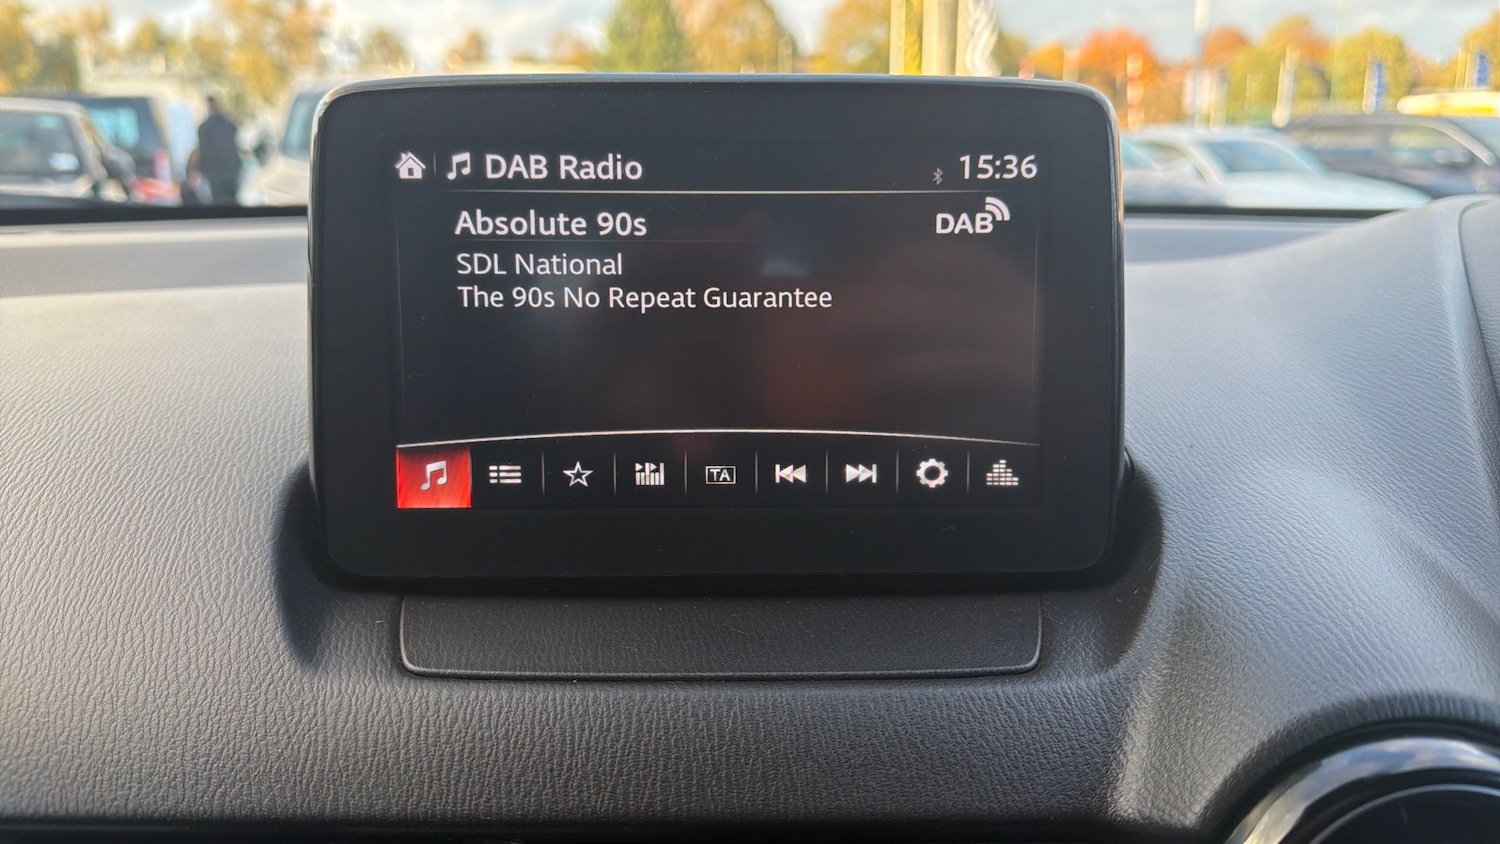 DAB Radio 15:36
Absolute 90s DAB
SDL National
The 90s No Repeat Guarantee
TA